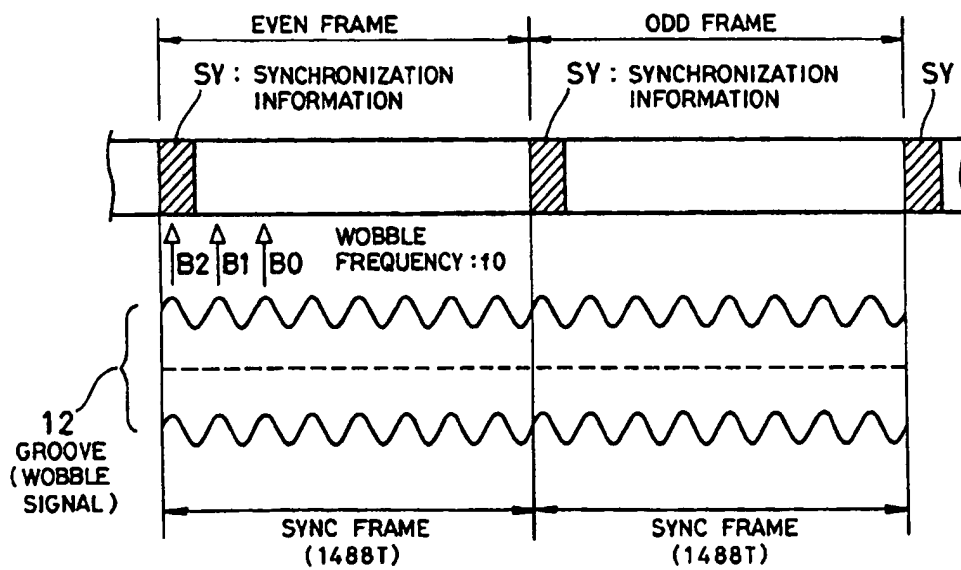 EVEN FRAME
ODD FRAME
SY : SYNCHRONIZATION
INFORMATION
SY : SYNCHRONIZATION
INFORMATION
SY
B2
B1
B0
WOBBLE
FREQUENCY : f0
12
GROOVE
(WOBBLE
SIGNAL)
SYNC FRAME
(1488T)
SYNC FRAME
(1488T)